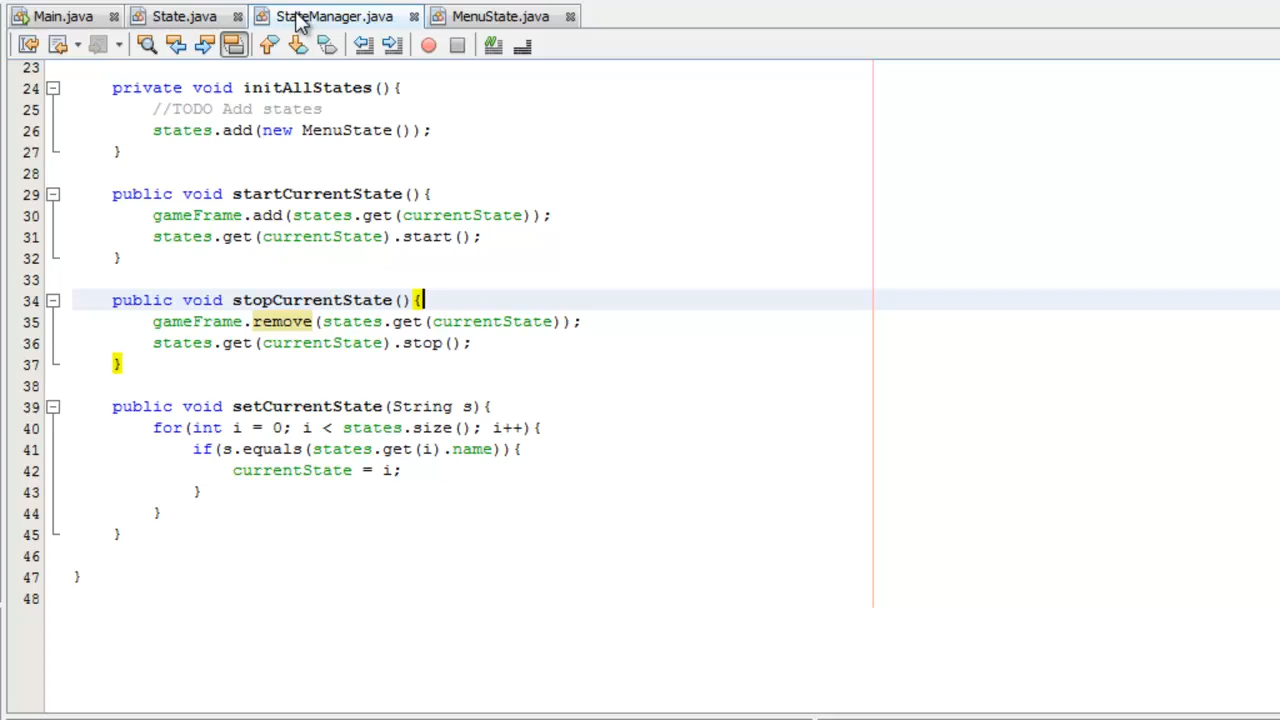 Main.java State.java StateManager.java MenuState.java
23
24 private void initAllStates(){
25 //TODO Add states
26 states.add(new MenuState());
27 }
28
29 public void startCurrentState(){
30 gameFrame.add(states.get(currentState));
31 states.get(currentState).start();
32 }
33
34 public void stopCurrentState(){
35 gameFrame.remove(states.get(currentState));
36 states.get(currentState).stop();
37 }
38
39 public void setCurrentState(String s){
40 for(int i = 0; i < states.size(); i++){
41 if(s.equals(states.get(i).name)){
42 currentState = i;
43 }
44 }
45 }
46
47 }
48